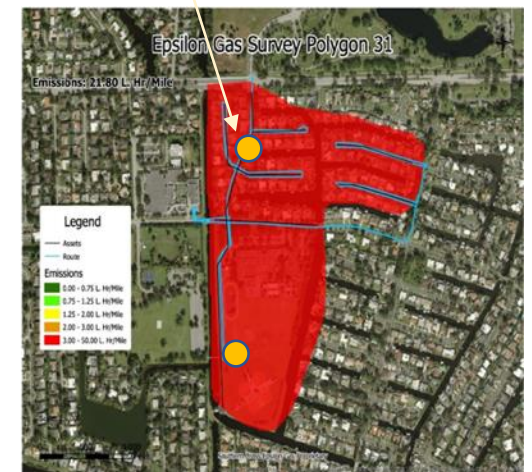 Epsilon Gas Survey Polygon 31
Emissions: 21.80 L. Hr/Mile
Legend
Assets
Route
Emissions
0.00 - 0.75 L. Hr/Mile
0.75 - 1.25 L. Hr/Mile
1.25 - 2.00 L. Hr/Mile
2.00 - 3.00 L. Hr/Mile
3.00 - 50.00 L. Hr/Mile